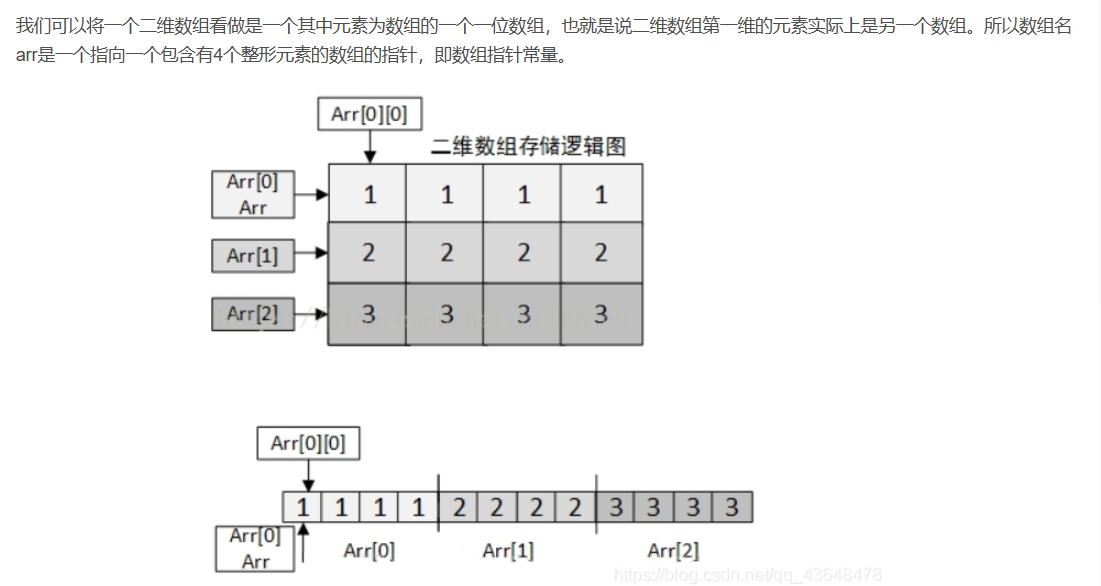 我们可以将一个二维数组看做是一个其中元素为数组的一个一位数组，也就是说二维数组第一维的元素实际上是另一个数组。所以数组名
arr是一个指向一个包含有4个整形元素的数组的指针，即数组指针常量。
Arr[0][0]
二维数组存储逻辑图
Arr[0]
Arr
1 1 1 1
Arr[1]
2 2 2 2
Arr[2]
3 3 3 3
Arr[0][0]
1 1 1 1 2 2 2 2 3 3 3 3
Arr[0]
Arr
Arr[0] Arr[1] Arr[2]
https://blog.csdn.net/qq_43648478